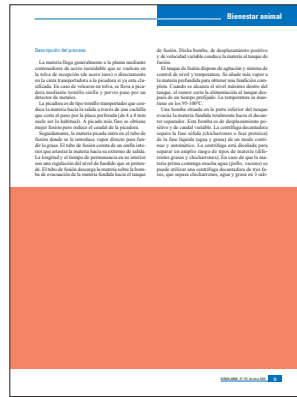 Bienestar animal
Descripción del proceso
La materia llega generalmente a la planta mediante
contenedores de acero inoxidable que se vuelcan en
la tolva de recepción (de acero inox) o directamente
en la cinta transportadora a la picadora si ya esta cla-
sificada. En caso de volcarse en tolva, se lleva a pica-
dora mediante tornillo sinfín y previo paso por un
detector de metales.
La picadora es de tipo tornillo transportador que con-
duce la materia hacia la salida a través de una cuchilla
que corta al paso por la placa perforada (de 4 a 8 mm
suele ser lo habitual). A picado más fino se obtiene
mejor fusión pero reduce el caudal de la picadora.
Seguidamente, la materia picada entra en el tubo de
fusión donde se le introduce vapor directo para fun-
dir la grasa. El tubo de fusión consta de un sinfín inte-
rior que arrastra la materia hacia su extremo de salida.
La longitud y el tiempo de permanencia en su interior
son una regulación del nivel de fundido que se preten-
de. El tubo de fusión descarga la materia sobre la bom-
ba de evacuación de la materia fundida hacia el tanque
de fusión. Dicha bomba, de desplazamiento positivo
y de velocidad variable conduce la materia al tanque de
fusión.
El tanque de fusión dispone de agitación y sistema de
control de nivel y temperatura. Se añade más vapor a
la materia prefundida para obtener una fundición com-
pleta. Cuando se alcanza el nivel máximo dentro del
tanque, el sensor corta la alimentación al tanque des-
pués de un tiempo prefijado. La temperatura se man-
tiene en los 95-100°C.
Una bomba situada en la parte inferior del tanque
evacúa la materia fundida totalmente hacia el decan-
ter separador. Esta bomba es de desplazamiento po-
sitivo y de caudal variable. La centrífuga decantadora
separa la fase sólida (chicharrones o fase proteica)
de la fase líquida (agua y grasa) de un modo conti-
nuo y automático. La centrífuga está diseñada para
separar un amplio rango de tipos de materia (dife-
rentes grasas y chicharrones). En caso de que la ma-
teria prima contenga mucha agua (pollo, vacuno) se
puede utilizar una centrífuga decantadora de tres fa-
ses, que separa chicharrones, agua y grasa en 3 sali-